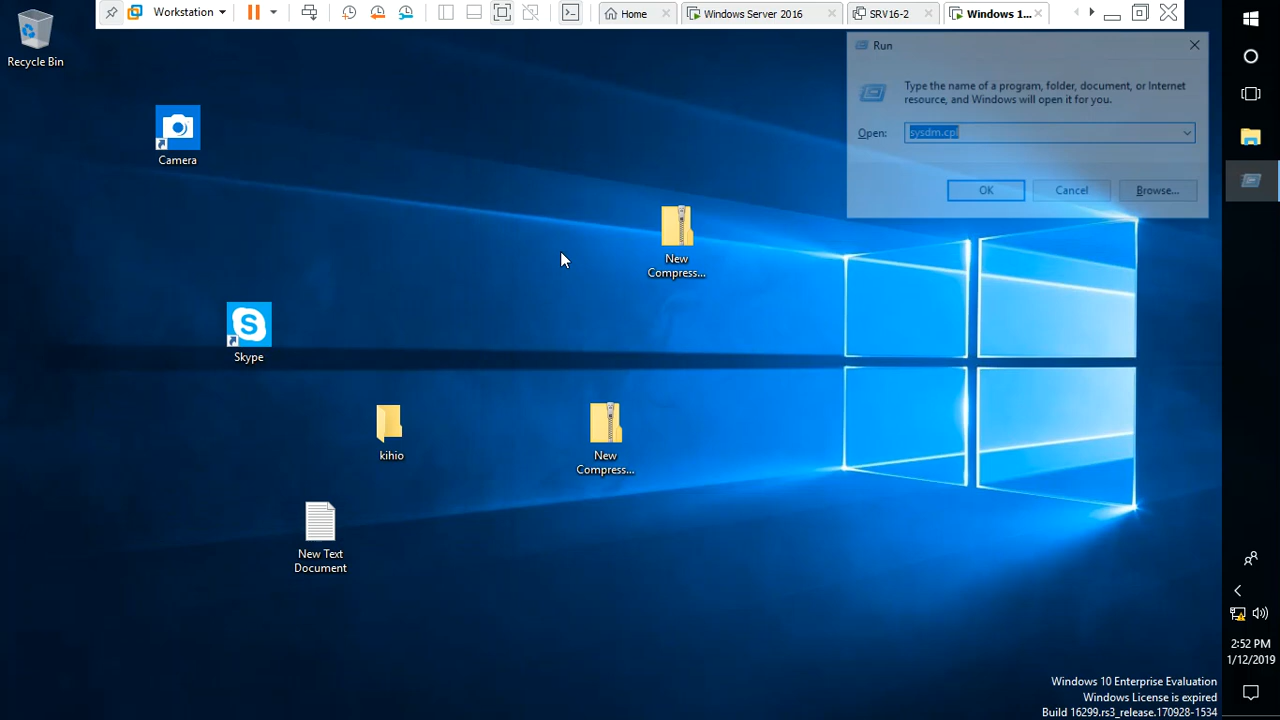 Workstation
Home
Windows Server 2016
SRV16-2
Windows 1...
Recycle Bin
Run
Type the name of a program, folder, document, or Internet
resource, and Windows will open it for you.
Open:
sysdm.cpl
OK
Cancel
Browse...
Camera
New
Compress...
Skype
kihio
New
Compress...
New Text
Document
2:52 PM
1/12/2019
Windows 10 Enterprise Evaluation
Windows License is expired
Build 16299.rs3_release.170928-1534